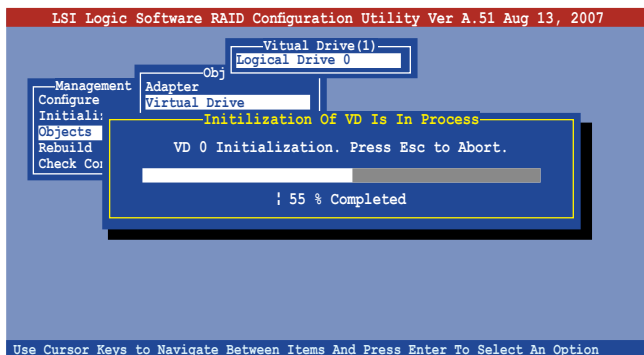 LSI Logic Software RAID Configuration Utility Ver A.51 Aug 13, 2007
Vitual Drive(1)
Logical Drive 0
Obj
Adapter
Virtual Drive
Management
Configure
Initiali
Objects
Rebuild
Check Co
Initilization Of VD Is In Process
VD 0 Initialization. Press Esc to Abort.
¦ 55 % Completed
Use Cursor Keys to Navigate Between Items And Press Enter To Select An Option